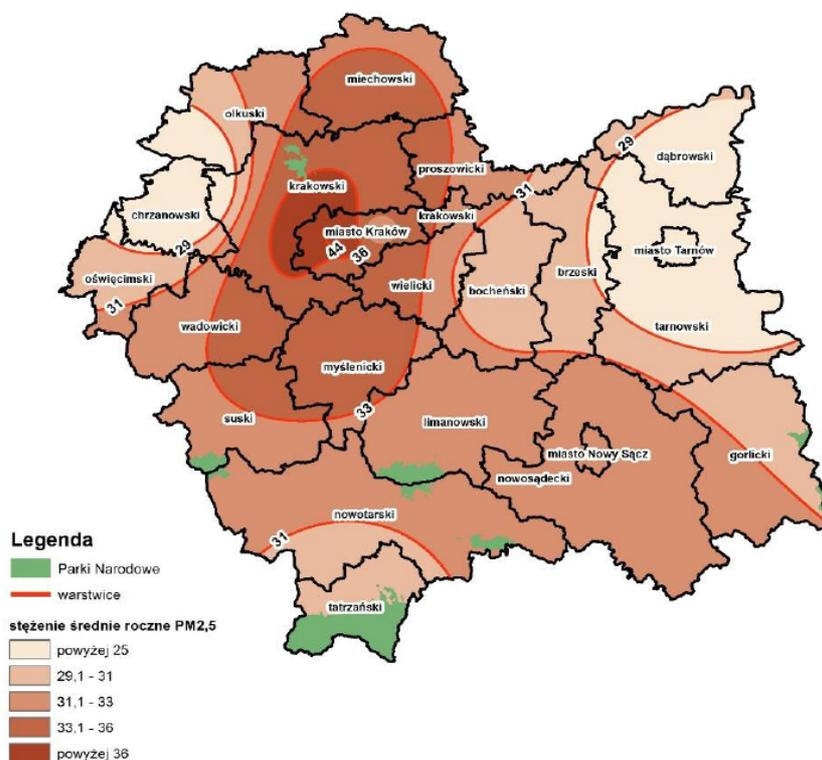 miechowski
olkuski
29
dąbrowski
proszowicki
krakowski
31
chrzanowski
krakowski
miasto Kraków
44
36
29
miasto Tarnów
oświęcimski
brzeski
wielicki
bocheński
31
wadowicki
tarnowski
myślenicki
33
suski
limanowski
miasto Nowy Sącz
gorlicki
nowosądecki
nowotarski
31
tatrzański
Legenda
Parki Narodowe
warstwice
stężenie średnie roczne PM2,5
powyżej 25
29,1 - 31
31,1 - 33
33,1 - 36
powyżej 36